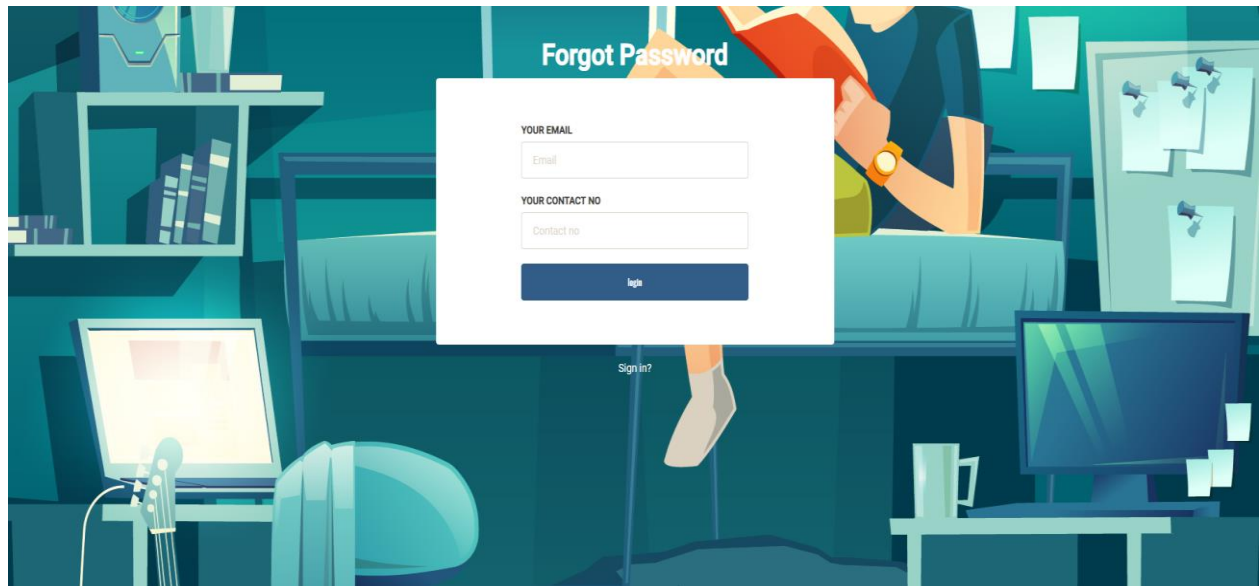 Forgot Password
YOUR EMAIL
Email
YOUR CONTACT NO
Contact no
login
Sign in?